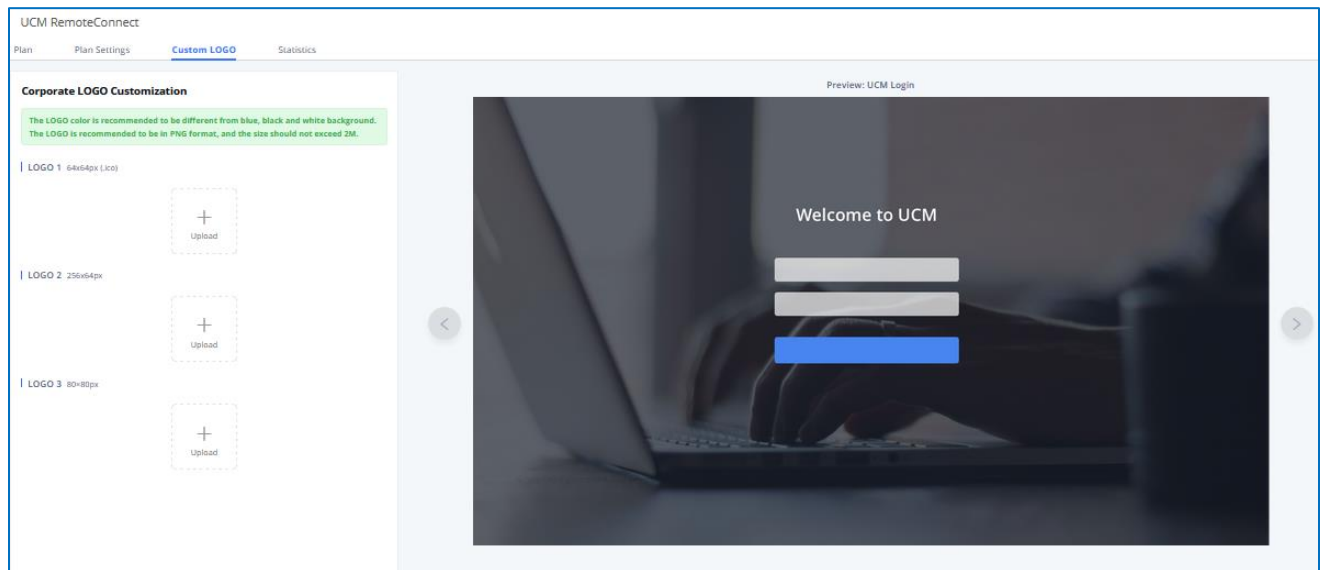 UCM RemoteConnect
Plan Plan Settings Custom LOGO Statistics
Corporate LOGO Customization
The LOGO color is recommended to be different from blue, black and white background.
The LOGO is recommended to be in PNG format, and the size should not exceed 2M.
LOGO 1 64x64px (.ico)
Upload
LOGO 2 256x64px
Upload
LOGO 3 80×80px
Upload
Preview: UCM Login
Welcome to UCM